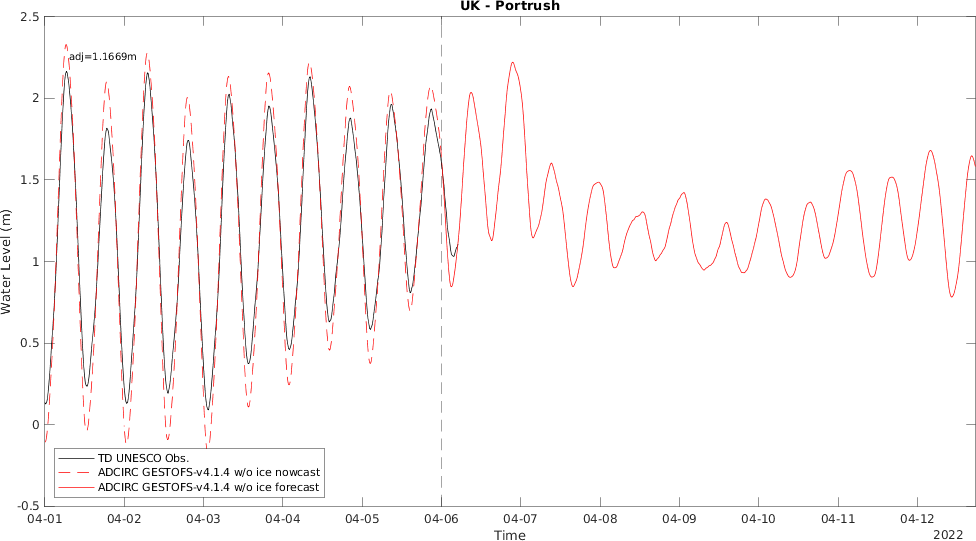 UK - Portrush
adj=1.1669m
2.5
2
1.5
1
0.5
0
-0.5
Water Level (m)
TD UNESCO Obs.
ADCIRC GESTOFS-v4.1.4 w/o ice nowcast
ADCIRC GESTOFS-v4.1.4 w/o ice forecast
04-01 04-02 04-03 04-04 04-05 04-06 04-07 04-08 04-09 04-10 04-11 04-12
Time
2022